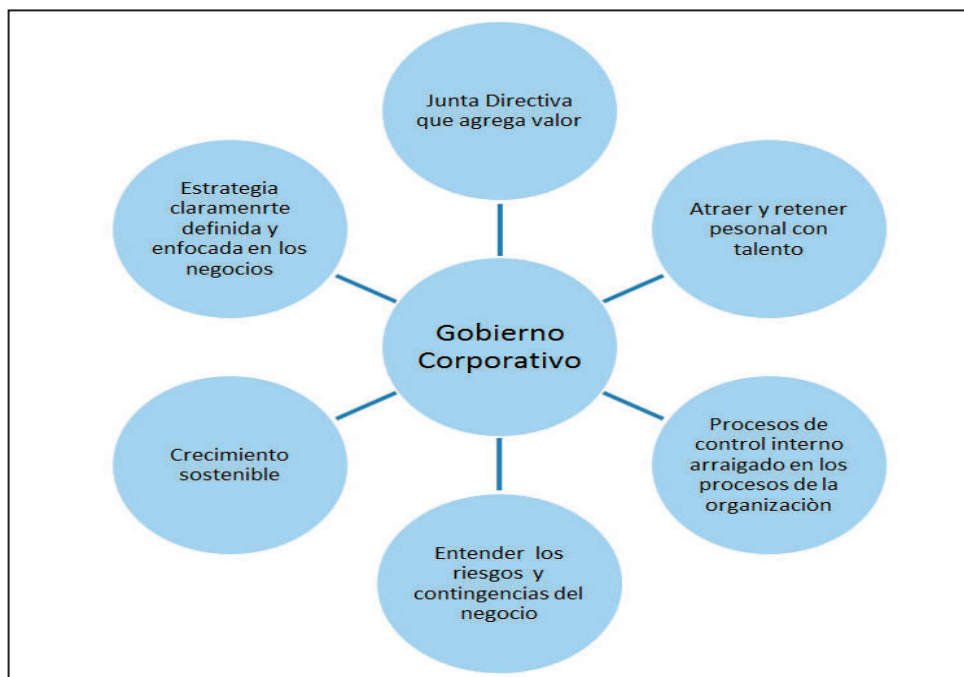 Junta Directiva
que agrega valor
Atraer y retener
pesonal con
talento
Procesos de
control interno
arraigado en los
procesos de la
organizaciòn
Entender los
riesgos y
contingencias del
negocio
Crecimiento
sostenible
Estrategia
claramenrte
definida y
enfocada en los
negocios
Gobierno
Corporativo